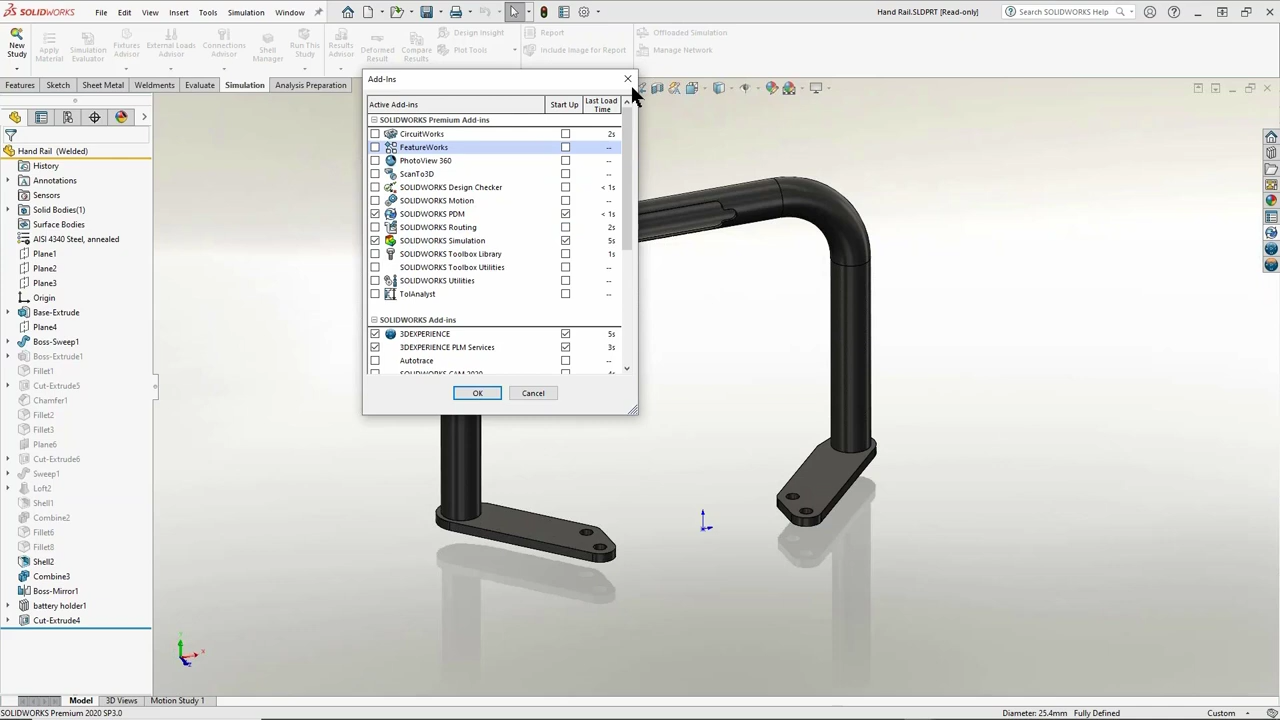 SOLIDWORKS File Edit View Insert Tools Simulation Window Hand Rail.SLDPRT [Read-only] Search SOLIDWORKS Help
New Study Apply Material Simulation Evaluator Fixtures Advisor External Loads Advisor Connections Advisor Shell Manager Run This Study Results Advisor Deformed Result Compare Results Design Insight Plot Tools Report Include Image for Report Offloaded Simulation Manage Network
Features Sketch Sheet Metal Weldments Evaluate Simulation Analysis Preparation
Hand Rail (Welded)
History
Annotations
Sensors
Solid Bodies(1)
Surface Bodies
AISI 4340 Steel, annealed
Plane1
Plane2
Plane3
Origin
Base-Extrude
Plane4
Boss-Sweep1
Boss-Extrude1
Fillet1
Cut-Extrude5
Chamfer1
Fillet2
Fillet3
Plane6
Cut-Extrude6
Sweep1
Loft2
Shell1
Combine2
Fillet6
Fillet8
Shell2
Combine3
Boss-Mirror1
battery holder1
Cut-Extrude4
Add-Ins
Active Add-ins Start Up Last Load Time
SOLIDWORKS Premium Add-ins
CircuitWorks 2s
FeatureWorks --
PhotoView 360 --
ScanTo3D --
SOLIDWORKS Design Checker < 1s
SOLIDWORKS Motion --
SOLIDWORKS PDM < 1s
SOLIDWORKS Routing 2s
SOLIDWORKS Simulation 5s
SOLIDWORKS Toolbox Library 1s
SOLIDWORKS Toolbox Utilities --
SOLIDWORKS Utilities --
TolAnalyst --
SOLIDWORKS Add-ins
3DEXPERIENCE 5s
3DEXPERIENCE PLM Services 3s
Autotrace --
SOLIDWORKS CAM 2020 4s
OK Cancel
Model 3D Views Motion Study 1
SOLIDWORKS Premium 2020 SP3.0 Diameter: 25.4mm Fully Defined Custom